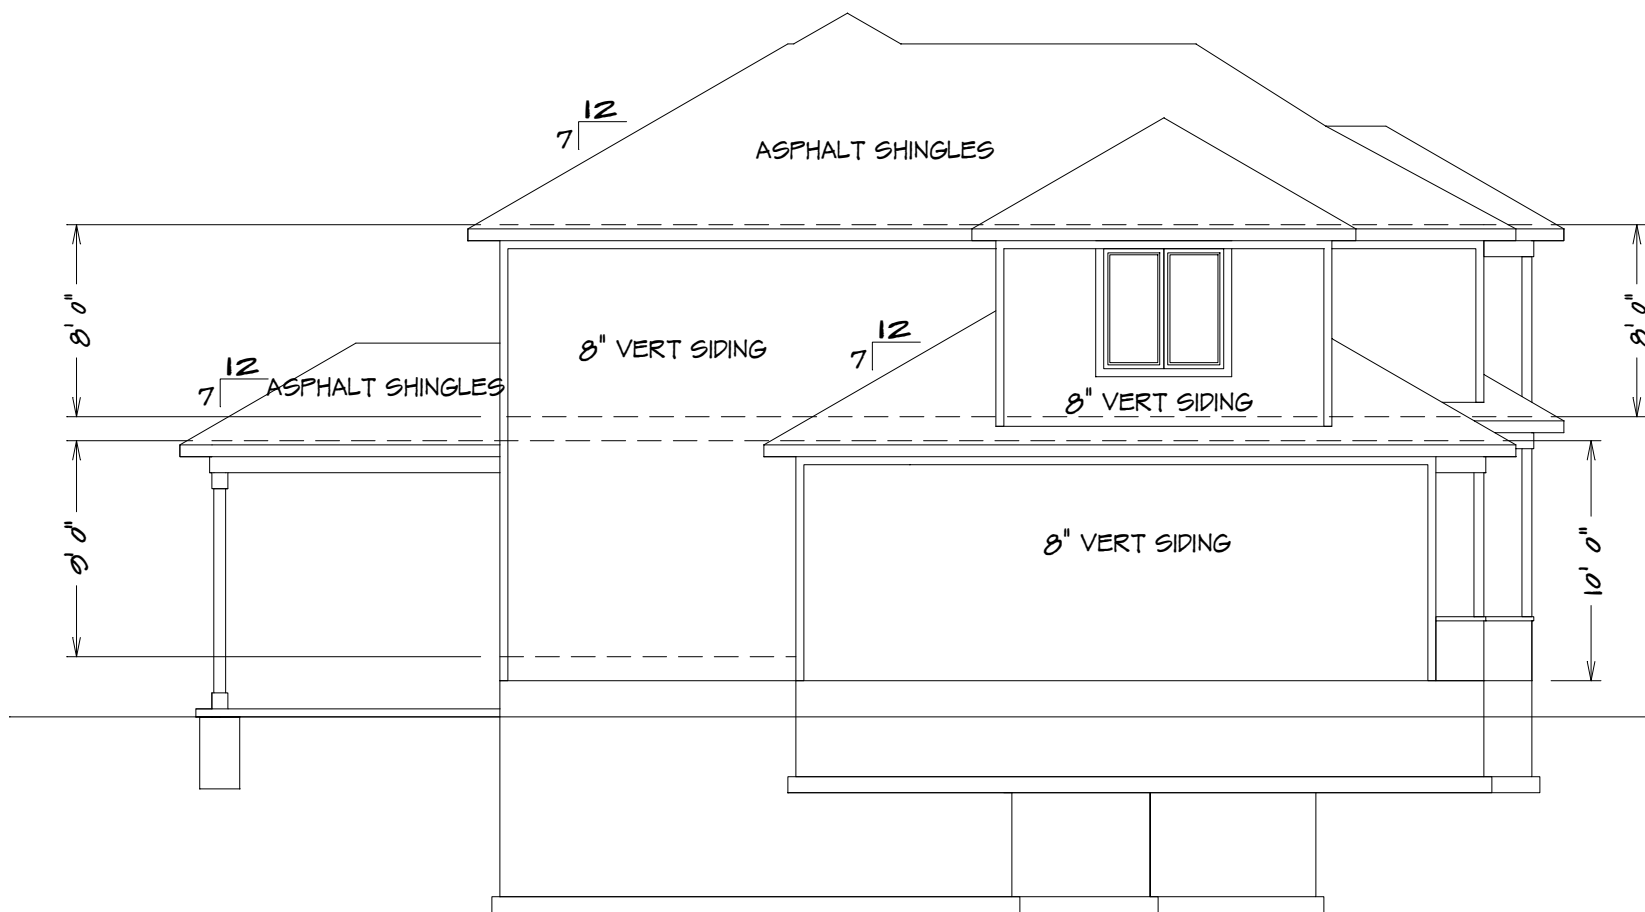 12
7
ASPHALT SHINGLES
8' 0"
8' 0"
12
7
8" VERT SIDING
12
7
ASPHALT SHINGLES
8" VERT SIDING
9' 0"
8" VERT SIDING
10' 0"